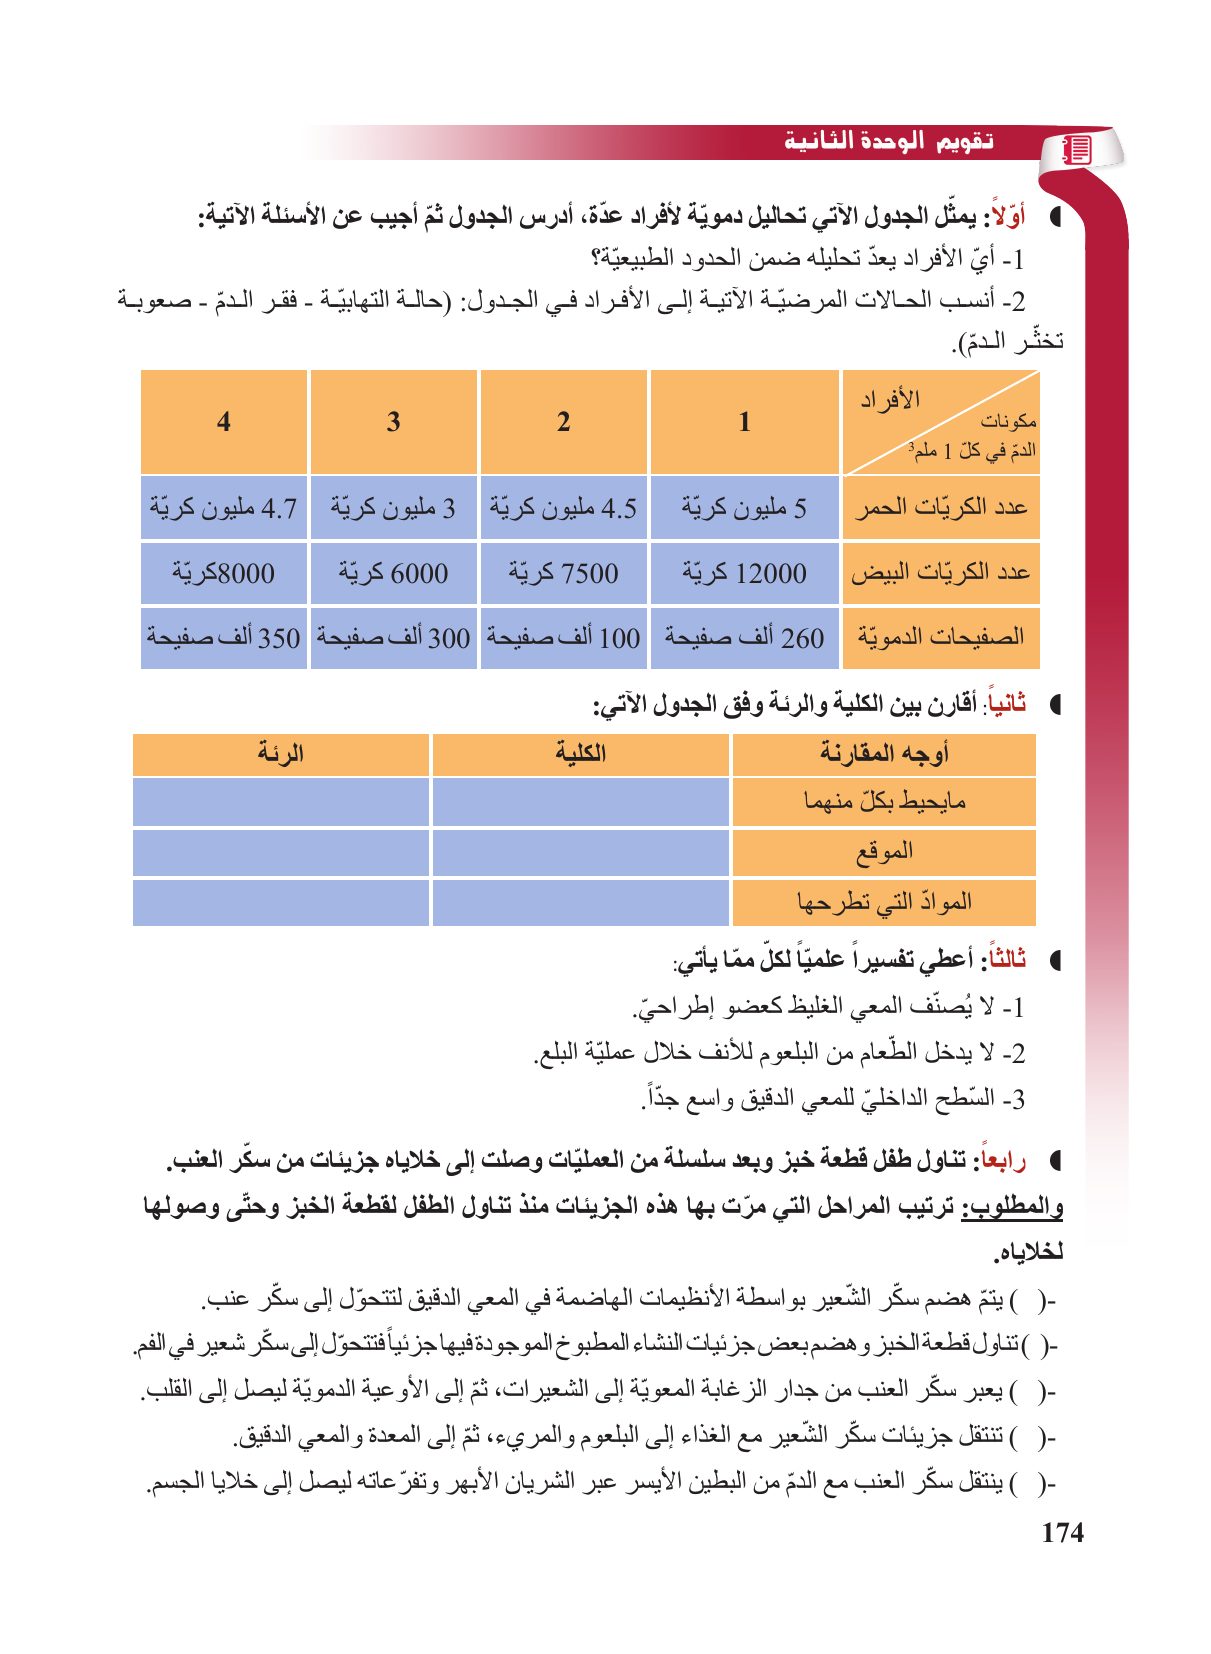 تقويم الوحدة الثانية
أوّلاً: يمثّل الجدول الآتي تحاليل دمويّة لأفراد عدّة، أدرس الجدول ثمّ أجيب عن الأسئلة الآتية:
1- أيّ الأفراد يعدّ تحليله ضمن الحدود الطبيعيّة؟
2- أنسب الحالات المرضيّة الآتية إلى الأفراد في الجدول: (حالة التهابيّة - فقر الدمّ - صعوبة
تخثّر الدمّ).
الأفراد
مكونات
الدمّ في كلّ 1 ملم³
1 2 3 4
عدد الكريّات الحمر 5 مليون كريّة 4.5 مليون كريّة 3 مليون كريّة 4.7 مليون كريّة
عدد الكريّات البيض 12000 كريّة 7500 كريّة 6000 كريّة 8000كريّة
الصفيحات الدمويّة 260 ألف صفيحة 100 ألف صفيحة 300 ألف صفيحة 350 ألف صفيحة
ثانياً: أقارن بين الكلية والرئة وفق الجدول الآتي:
أوجه المقارنة الكلية الرئة
مايحيط بكلّ منهما
الموقع
الموادّ التي تطرحها
ثالثاً: أعطي تفسيراً علميّاً لكلّ ممّا يأتي:
1- لا يُصنّف المعي الغليظ كعضو إطراحيّ.
2- لا يدخل الطّعام من البلعوم للأنف خلال عمليّة البلع.
3- السّطح الداخليّ للمعي الدقيق واسع جدّاً.
رابعاً: تناول طفل قطعة خبز وبعد سلسلة من العمليّات وصلت إلى خلاياه جزيئات من سكّر العنب.
والمطلوب: ترتيب المراحل التي مرّت بها هذه الجزيئات منذ تناول الطفل لقطعة الخبز وحتّى وصولها
لخلاياه.
-( ) يتمّ هضم سكّر الشّعير بواسطة الأنظيمات الهاضمة في المعي الدقيق لتتحوّل إلى سكّر عنب.
-( ) تناول قطعة الخبز وهضم بعض جزئيات النشاء المطبوخ الموجودة فيها جزئياً فتتحوّل إلى سكّر شعير في الفم.
-( ) يعبر سكّر العنب من جدار الزغابة المعويّة إلى الشعيرات، ثمّ إلى الأوعية الدمويّة ليصل إلى القلب.
-( ) تنتقل جزيئات سكّر الشّعير مع الغذاء إلى البلعوم والمريء، ثمّ إلى المعدة والمعي الدقيق.
-( ) ينتقل سكّر العنب مع الدمّ من البطين الأيسر عبر الشريان الأبهر وتفرّعاته ليصل إلى خلايا الجسم.
174